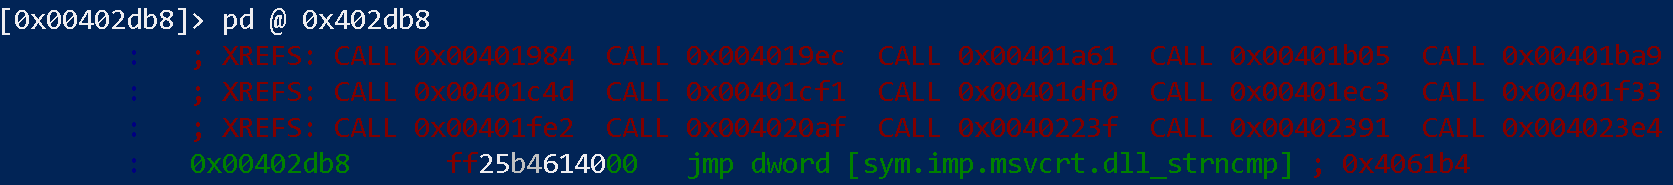 [0x00402db8]> pd @ 0x402db8
: ; XREFS: CALL 0x00401984 CALL 0x004019ec CALL 0x00401a61 CALL 0x00401b05 CALL 0x00401ba9
: ; XREFS: CALL 0x00401c4d CALL 0x00401cf1 CALL 0x00401df0 CALL 0x00401ec3 CALL 0x00401f33
: ; XREFS: CALL 0x00401fe2 CALL 0x004020af CALL 0x0040223f CALL 0x00402391 CALL 0x004023e4
: 0x00402db8 ff25b4614000 jmp dword [sym.imp.msvcrt.dll_strncmp] ; 0x4061b4